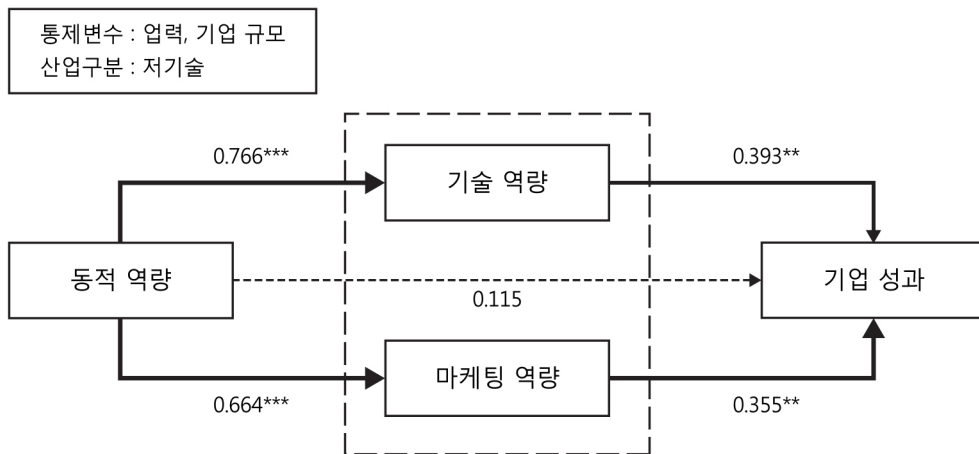 통제변수 : 업력, 기업 규모
산업구분 : 저기술
0.766***
기술 역량
0.393**
동적 역량
0.115
기업 성과
마케팅 역량
0.664***
0.355**